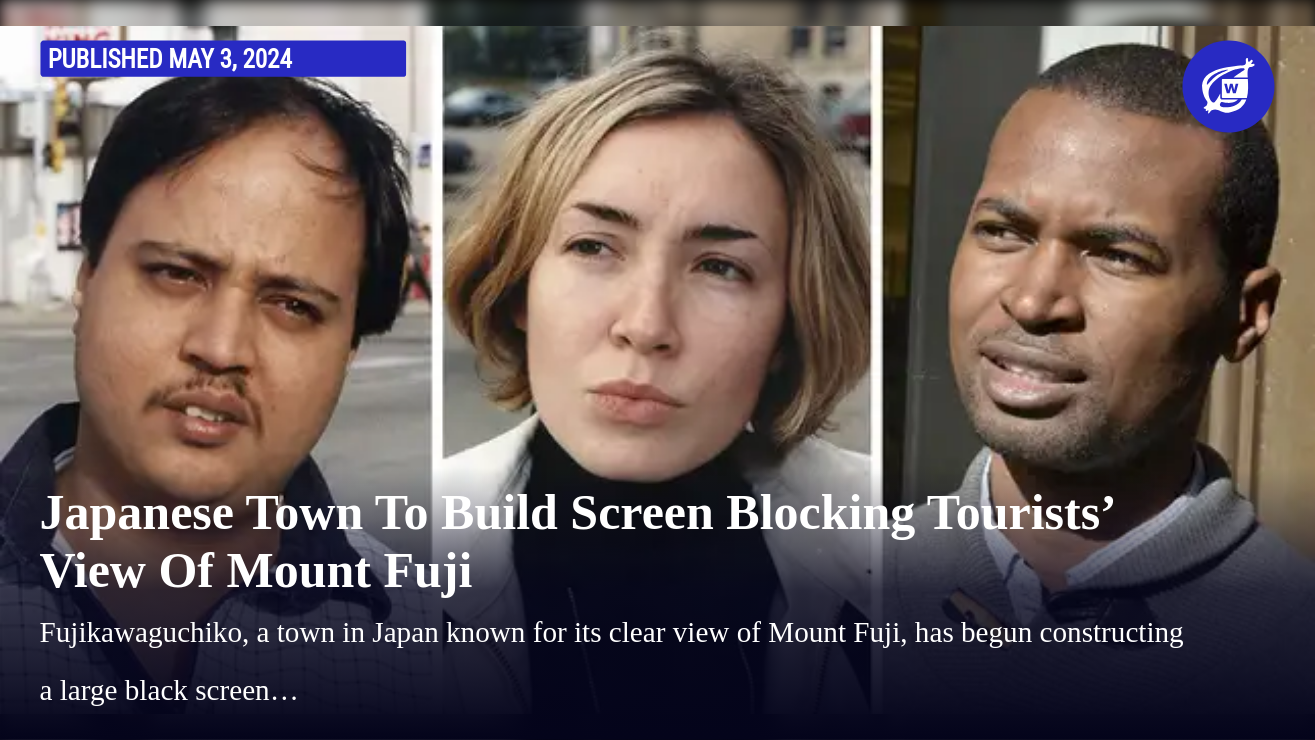 PUBLISHED MAY 3, 2024
W
Japanese Town To Build Screen Blocking Tourists’
View Of Mount Fuji
Fujikawaguchiko, a town in Japan known for its clear view of Mount Fuji, has begun constructing
a large black screen…